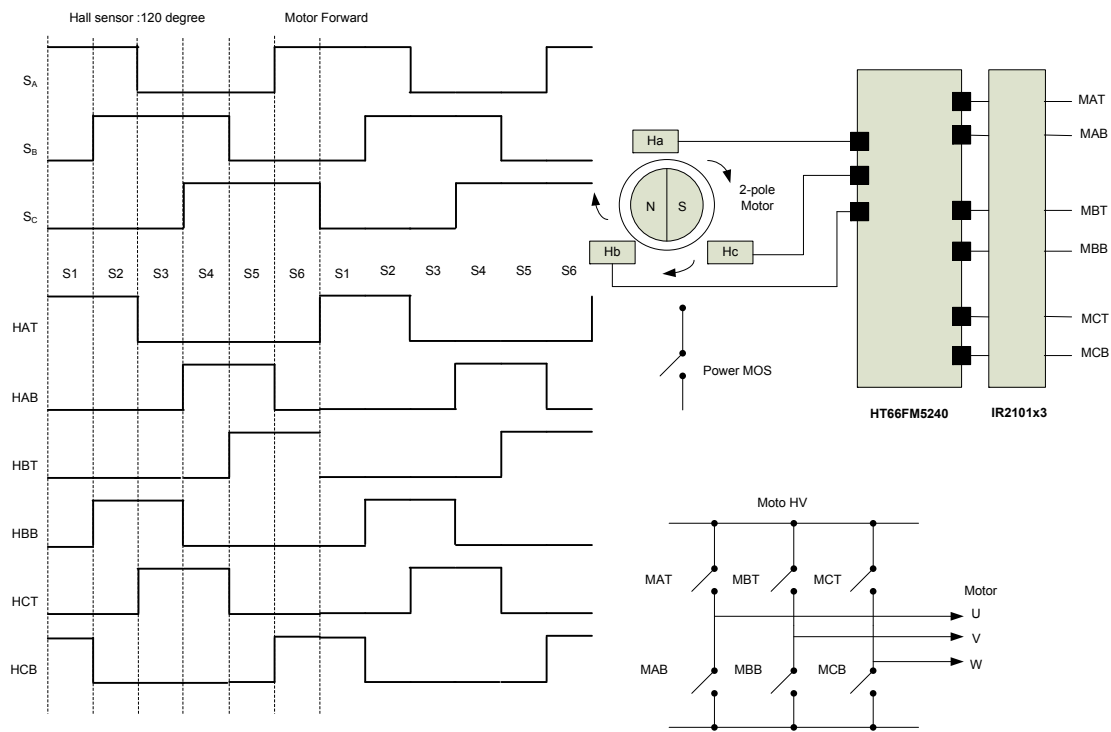 Hall sensor :120 degree
Motor Forward
SA
SB
SC
S1 S2 S3 S4 S5 S6 S1 S2 S3 S4 S5 S6
HAT
HAB
HBT
HBB
HCT
HCB
Ha
N S
2-pole
Motor
Hb
Hc
Power MOS
MAT
MAB
MBT
MBB
MCT
MCB
HT66FM5240
IR2101x3
Moto HV
MAT
MBT
MCT
Motor
U
V
W
MAB
MBB
MCB